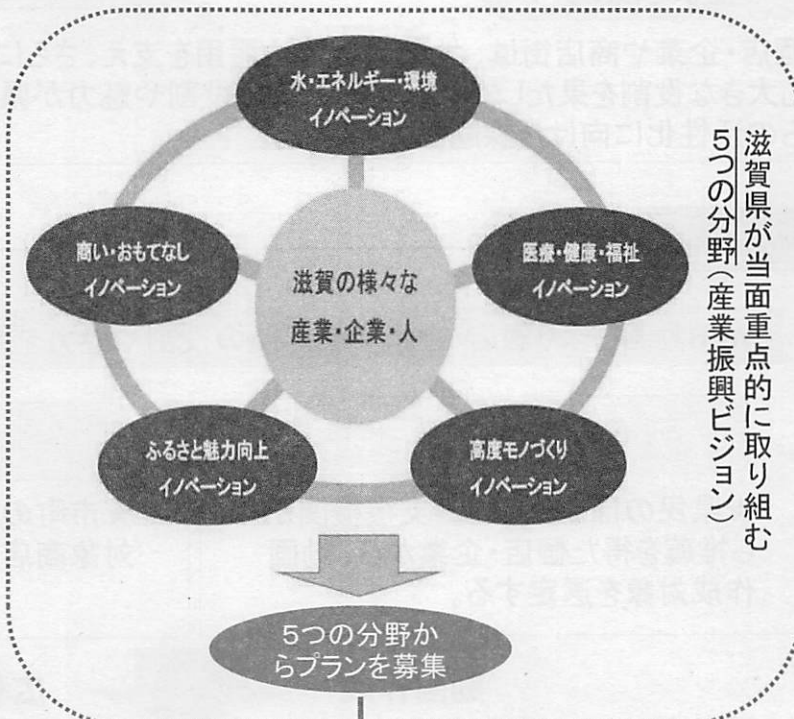 滋賀県が当面重点的に取り組む
5つの分野(産業振興ビジョン)
水・エネルギー・環境
イノベーション
医療・健康・福祉
イノベーション
高度モノづくり
イノベーション
ふるさと魅力向上
イノベーション
商い・おもてなし
イノベーション
滋賀の様々な
産業・企業・人
5つの分野か
らプランを募集